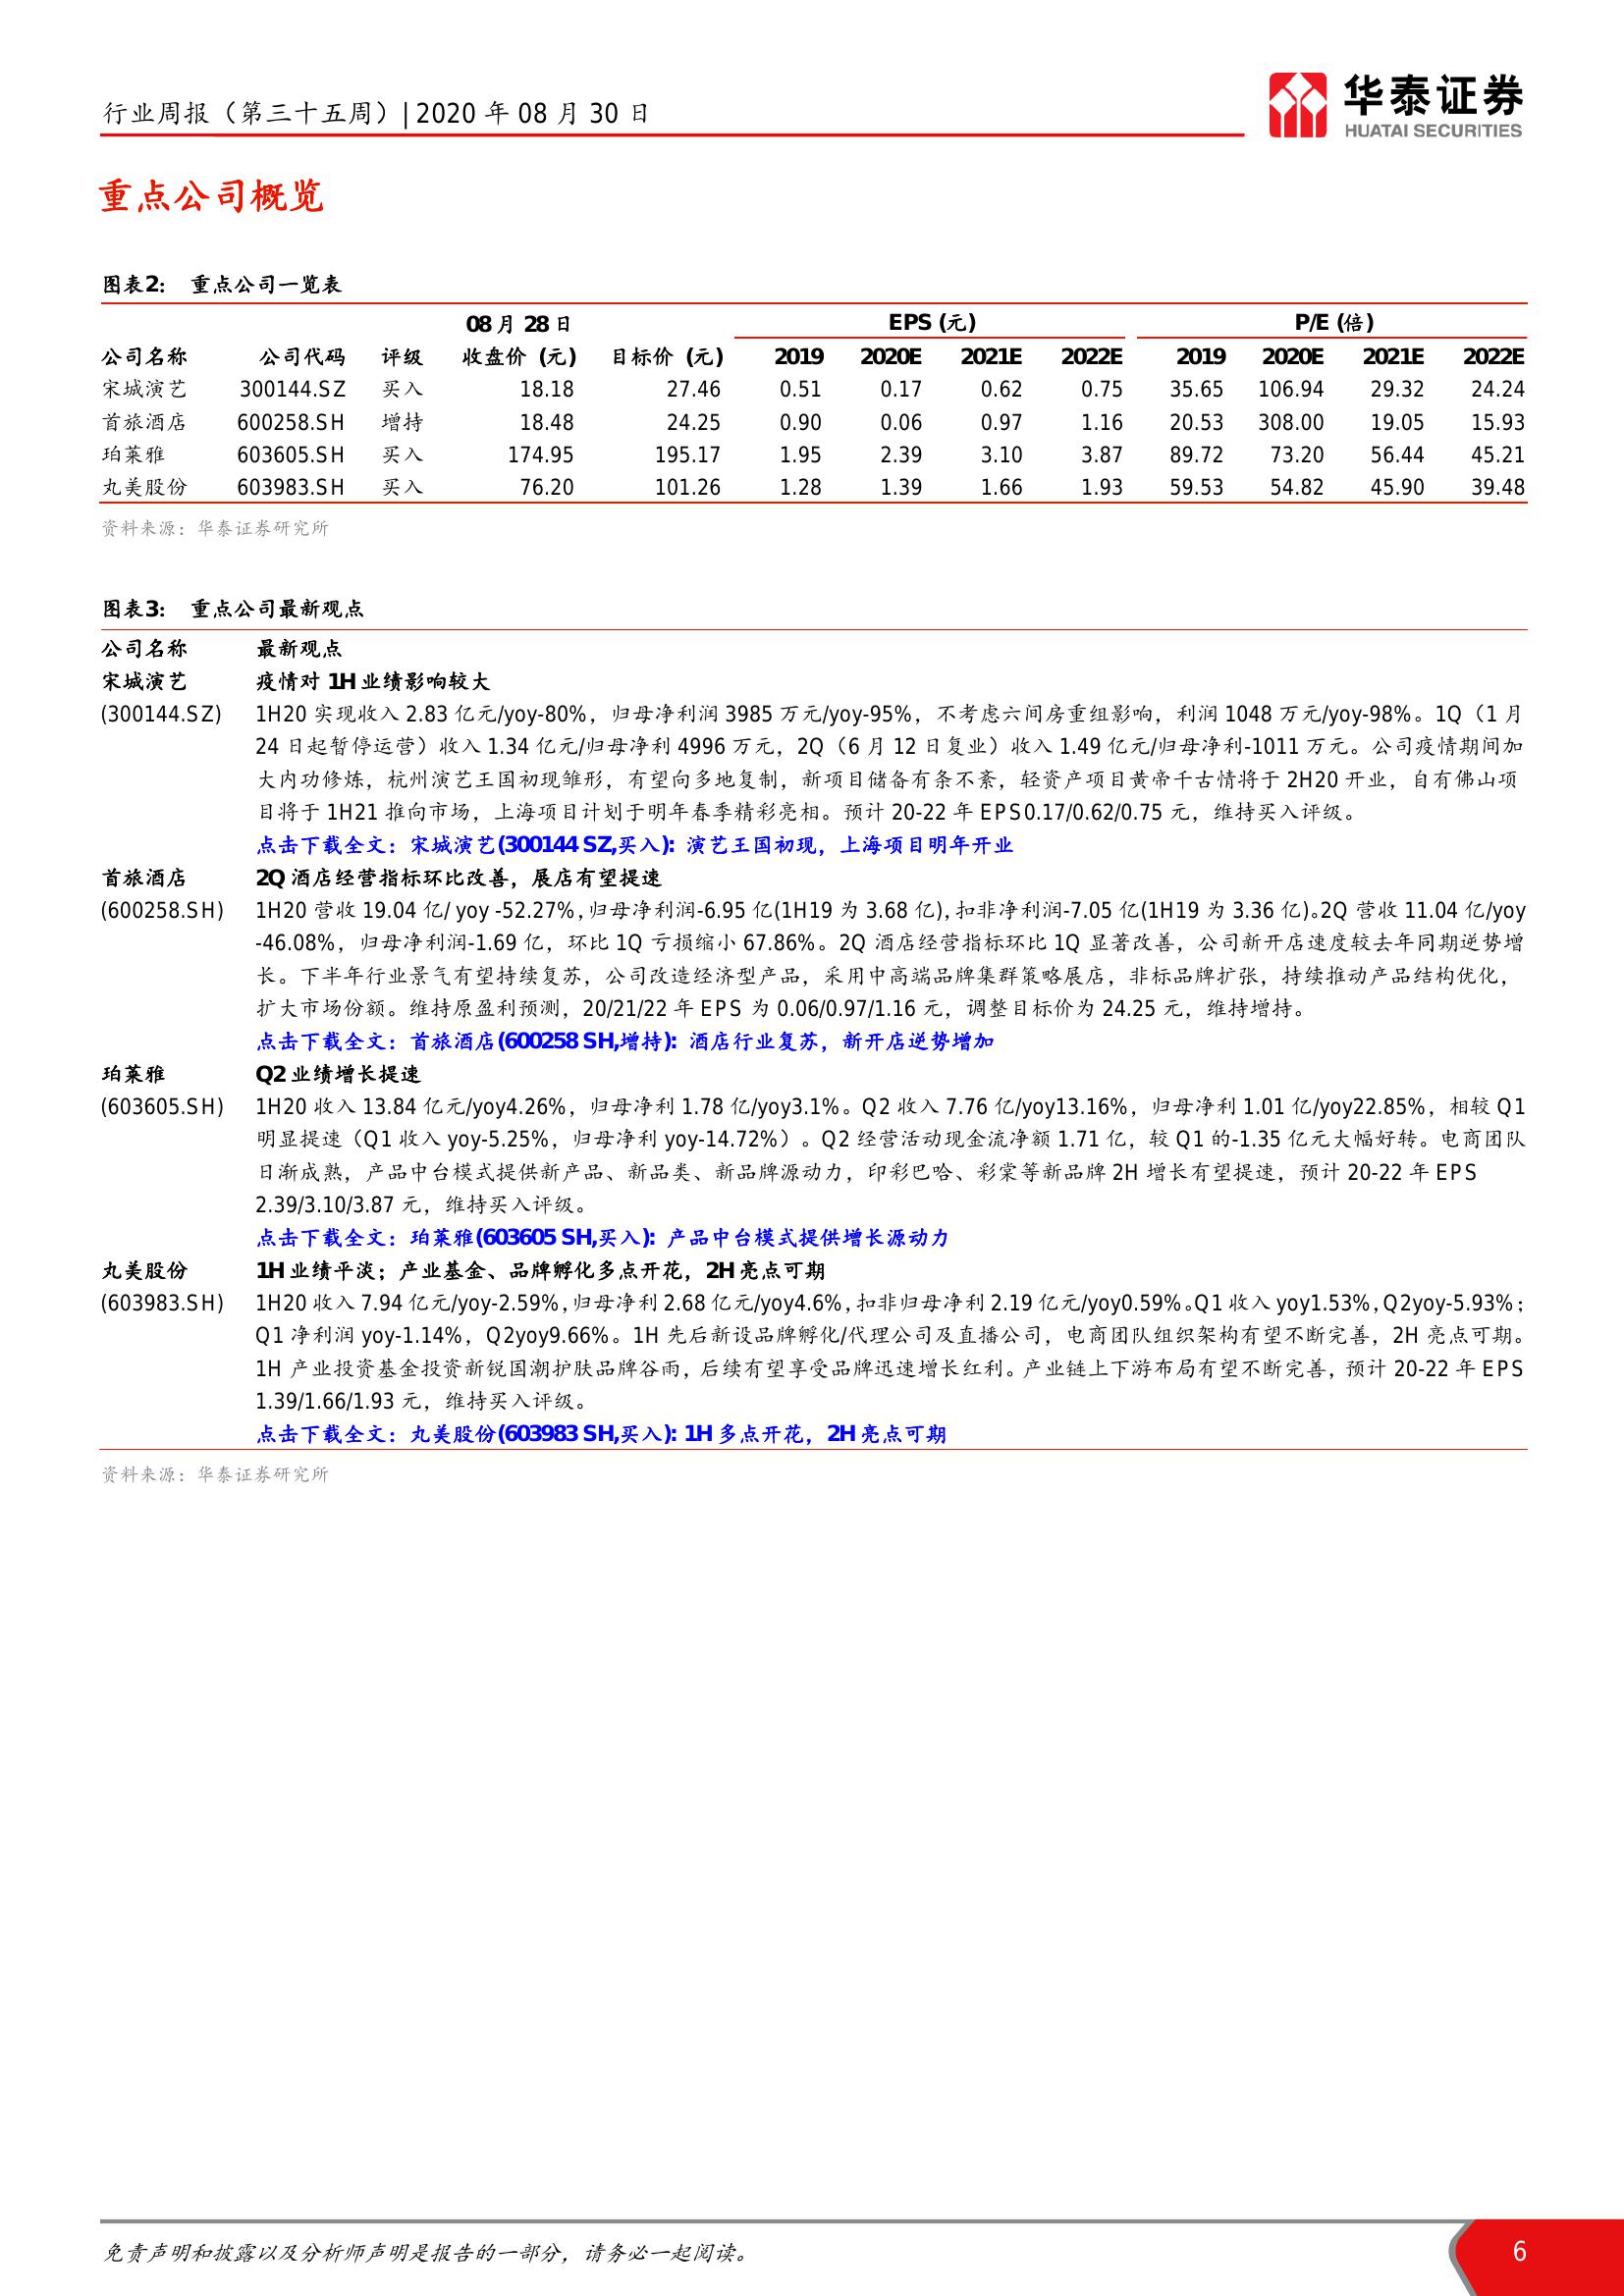 行业周报（第三十五周）| 2020 年 08 月 30 日
华泰证券
HUATAI SECURITIES
重点公司概览
图表2： 重点公司一览表
08 月 28 日 EPS (元) P/E (倍)
公司名称 公司代码 评级 收盘价 (元) 目标价 (元) 2019 2020E 2021E 2022E 2019 2020E 2021E 2022E
宋城演艺 300144.SZ 买入 18.18 27.46 0.51 0.17 0.62 0.75 35.65 106.94 29.32 24.24
首旅酒店 600258.SH 增持 18.48 24.25 0.90 0.06 0.97 1.16 20.53 308.00 19.05 15.93
珀莱雅 603605.SH 买入 174.95 195.17 1.95 2.39 3.10 3.87 89.72 73.20 56.44 45.21
丸美股份 603983.SH 买入 76.20 101.26 1.28 1.39 1.66 1.93 59.53 54.82 45.90 39.48
资料来源：华泰证券研究所
图表3： 重点公司最新观点
公司名称 最新观点
宋城演艺 疫情对 1H 业绩影响较大
(300144.SZ) 1H20 实现收入 2.83 亿元/yoy-80%，归母净利润 3985 万元/yoy-95%，不考虑六间房重组影响，利润 1048 万元/yoy-98%。1Q（1 月
24 日起暂停运营）收入 1.34 亿元/归母净利 4996 万元，2Q（6 月 12 日复业）收入 1.49 亿元/归母净利-1011 万元。公司疫情期间加
大内功修炼，杭州演艺王国初现雏形，有望向多地复制，新项目储备有条不紊，轻资产项目黄帝千古情将于 2H20 开业，自有佛山项
目将于 1H21 推向市场，上海项目计划于明年春季精彩亮相。预计 20-22 年 EPS0.17/0.62/0.75 元，维持买入评级。
点击下载全文：宋城演艺(300144 SZ,买入): 演艺王国初现，上海项目明年开业
首旅酒店 2Q 酒店经营指标环比改善，展店有望提速
(600258.SH) 1H20 营收 19.04 亿/ yoy -52.27%,归母净利润-6.95 亿(1H19 为 3.68 亿),扣非净利润-7.05 亿(1H19 为 3.36 亿)。2Q 营收 11.04 亿/yoy
-46.08%，归母净利润-1.69 亿，环比 1Q 亏损缩小 67.86%。2Q 酒店经营指标环比 1Q 显著改善，公司新开店速度较去年同期逆势增
长。下半年行业景气有望持续复苏，公司改造经济型产品，采用中高端品牌集群策略展店，非标品牌扩张，持续推动产品结构优化，
扩大市场份额。维持原盈利预测，20/21/22 年 EPS 为 0.06/0.97/1.16 元，调整目标价为 24.25 元，维持增持。
点击下载全文：首旅酒店(600258 SH,增持): 酒店行业复苏，新开店逆势增加
珀莱雅 Q2 业绩增长提速
(603605.SH) 1H20 收入 13.84 亿元/yoy4.26%，归母净利 1.78 亿/yoy3.1%。Q2 收入 7.76 亿/yoy13.16%，归母净利 1.01 亿/yoy22.85%，相较 Q1
明显提速（Q1 收入 yoy-5.25%，归母净利 yoy-14.72%）。Q2 经营活动现金流净额 1.71 亿，较 Q1 的-1.35 亿元大幅好转。电商团队
日渐成熟，产品中台模式提供新产品、新品类、新品牌源动力，印彩巴哈、彩棠等新品牌 2H 增长有望提速，预计 20-22 年 EPS
2.39/3.10/3.87 元，维持买入评级。
点击下载全文：珀莱雅(603605 SH,买入): 产品中台模式提供增长源动力
丸美股份 1H 业绩平淡；产业基金、品牌孵化多点开花，2H 亮点可期
(603983.SH) 1H20 收入 7.94 亿元/yoy-2.59%,归母净利 2.68 亿元/yoy4.6%,扣非归母净利 2.19 亿元/yoy0.59%。Q1 收入 yoy1.53%,Q2yoy-5.93%；
Q1 净利润 yoy-1.14%，Q2yoy9.66%。1H 先后新设品牌孵化/代理公司及直播公司，电商团队组织架构有望不断完善，2H 亮点可期。
1H 产业投资基金投资新锐国潮护肤品牌谷雨，后续有望享受品牌迅速增长红利。产业链上下游布局有望不断完善，预计 20-22 年 EPS
1.39/1.66/1.93 元，维持买入评级。
点击下载全文：丸美股份(603983 SH,买入): 1H 多点开花，2H 亮点可期
资料来源：华泰证券研究所
免责声明和披露以及分析师声明是报告的一部分，请务必一起阅读。 6